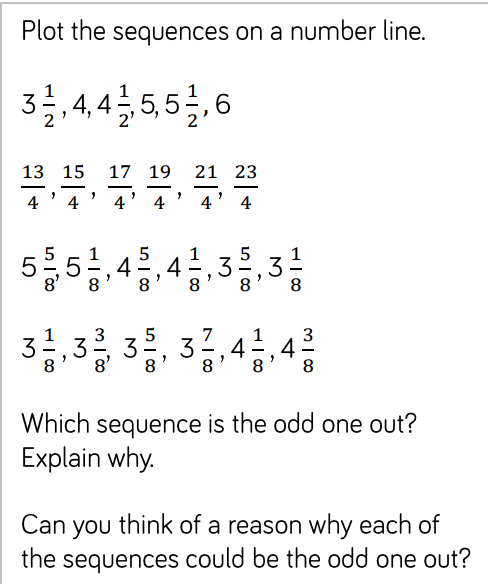 Plot the sequences on a number line.
3 1/2, 4, 4 1/2, 5, 5 1/2, 6
13/4, 15/4, 17/4, 19/4, 21/4, 23/4
5 5/8, 5 1/8, 4 5/8, 4 1/8, 3 5/8, 3 1/8
3 1/8, 3 3/8, 3 5/8, 3 7/8, 4 1/8, 4 3/8
Which sequence is the odd one out?
Explain why.
Can you think of a reason why each of
the sequences could be the odd one out?